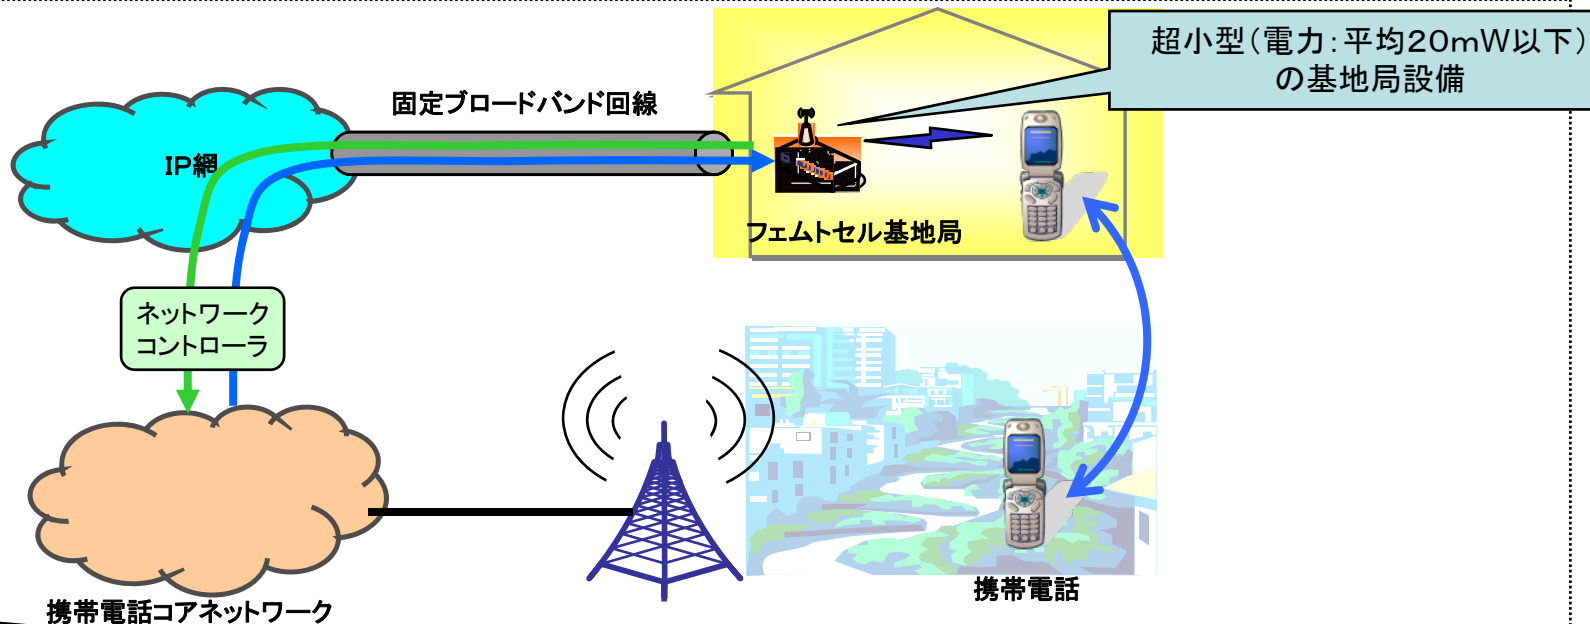 超小型(電力:平均20mW以下)
の基地局設備
固定ブロードバンド回線
IP網
フェムトセル基地局
ネットワーク
コントローラ
携帯電話
携帯電話コアネットワーク